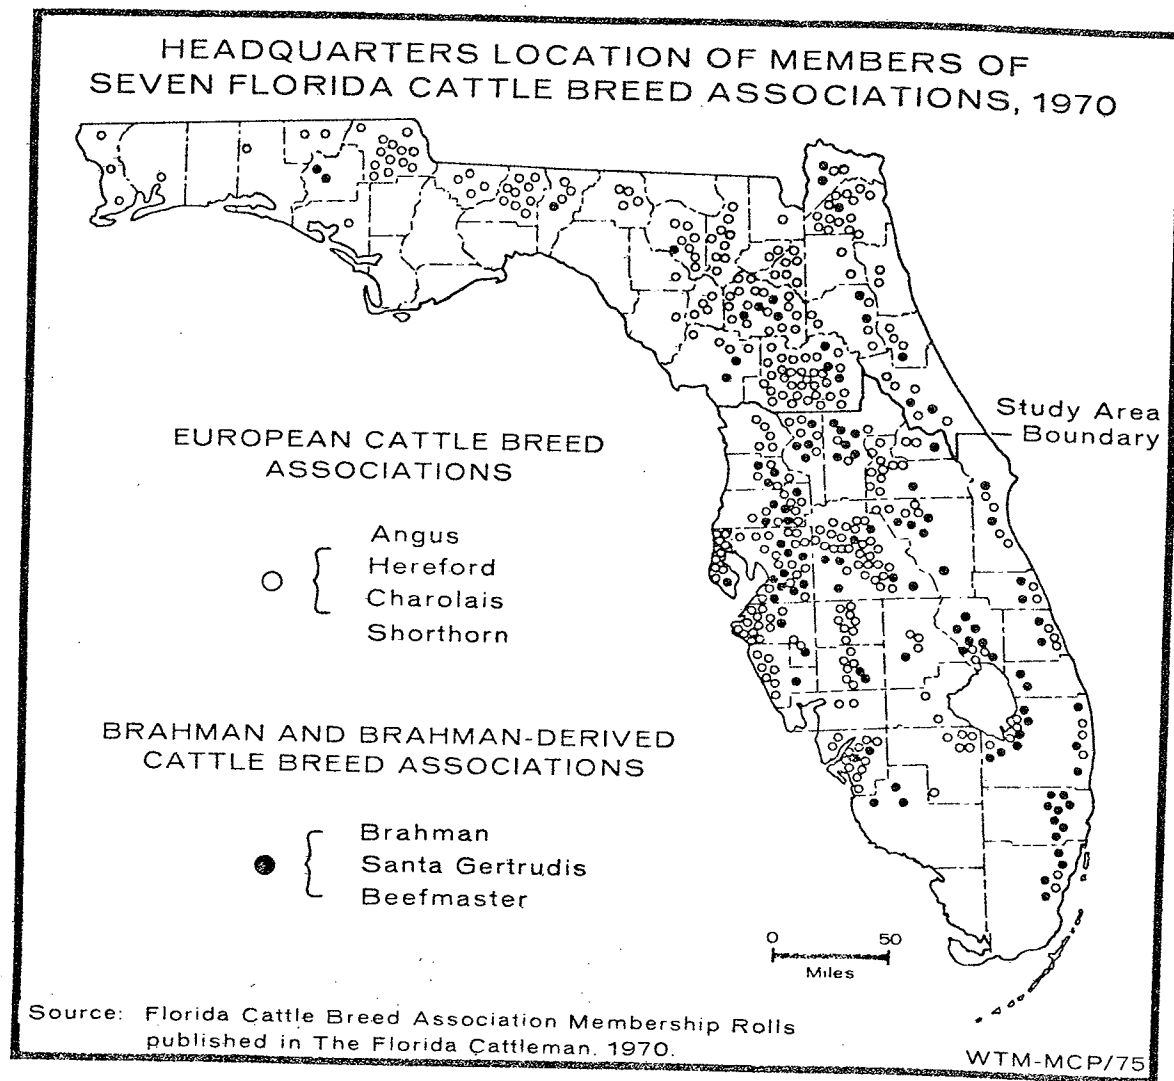 HEADQUARTERS LOCATION OF MEMBERS OF
SEVEN FLORIDA CATTLE BREED ASSOCIATIONS, 1970
Study Area
Boundary
EUROPEAN CATTLE BREED
ASSOCIATIONS
Angus
Hereford
Charolais
Shorthorn
BRAHMAN AND BRAHMAN-DERIVED
CATTLE BREED ASSOCIATIONS
Brahman
Santa Gertrudis
Beefmaster
0 50
Miles
Source: Florida Cattle Breed Association Membership Rolls
published in The Florida Cattleman. 1970.
WTM-MCP/75